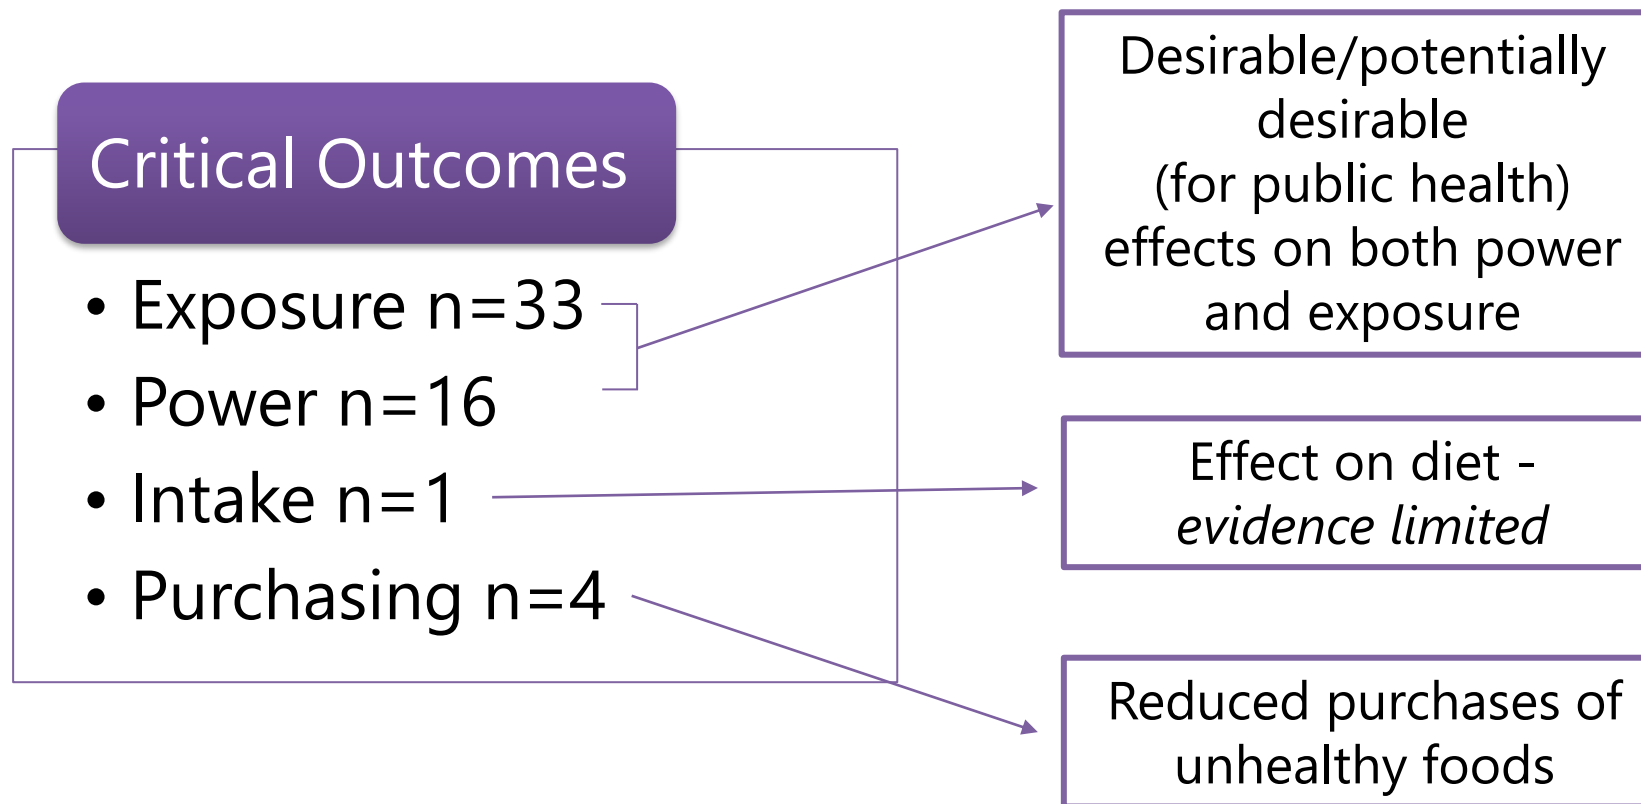 Critical Outcomes
• Exposure n=33
• Power n=16
• Intake n=1
• Purchasing n=4
Desirable/potentially
desirable
(for public health)
effects on both power
and exposure
Effect on diet -
evidence limited
Reduced purchases of
unhealthy foods